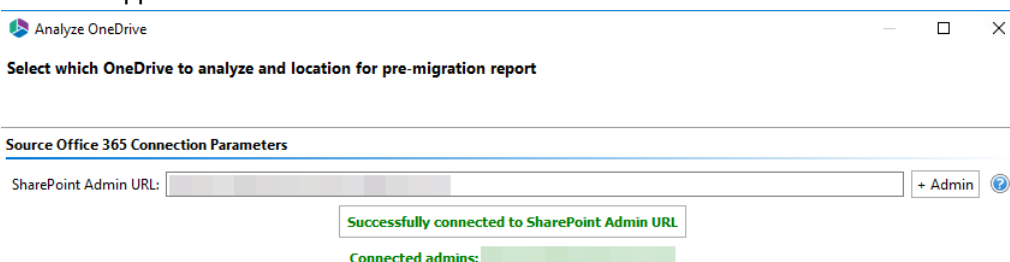 Analyze OneDrive
Select which OneDrive to analyze and location for pre-migration report
Source Office 365 Connection Parameters
SharePoint Admin URL: + Admin
Successfully connected to SharePoint Admin URL
Connected admins: